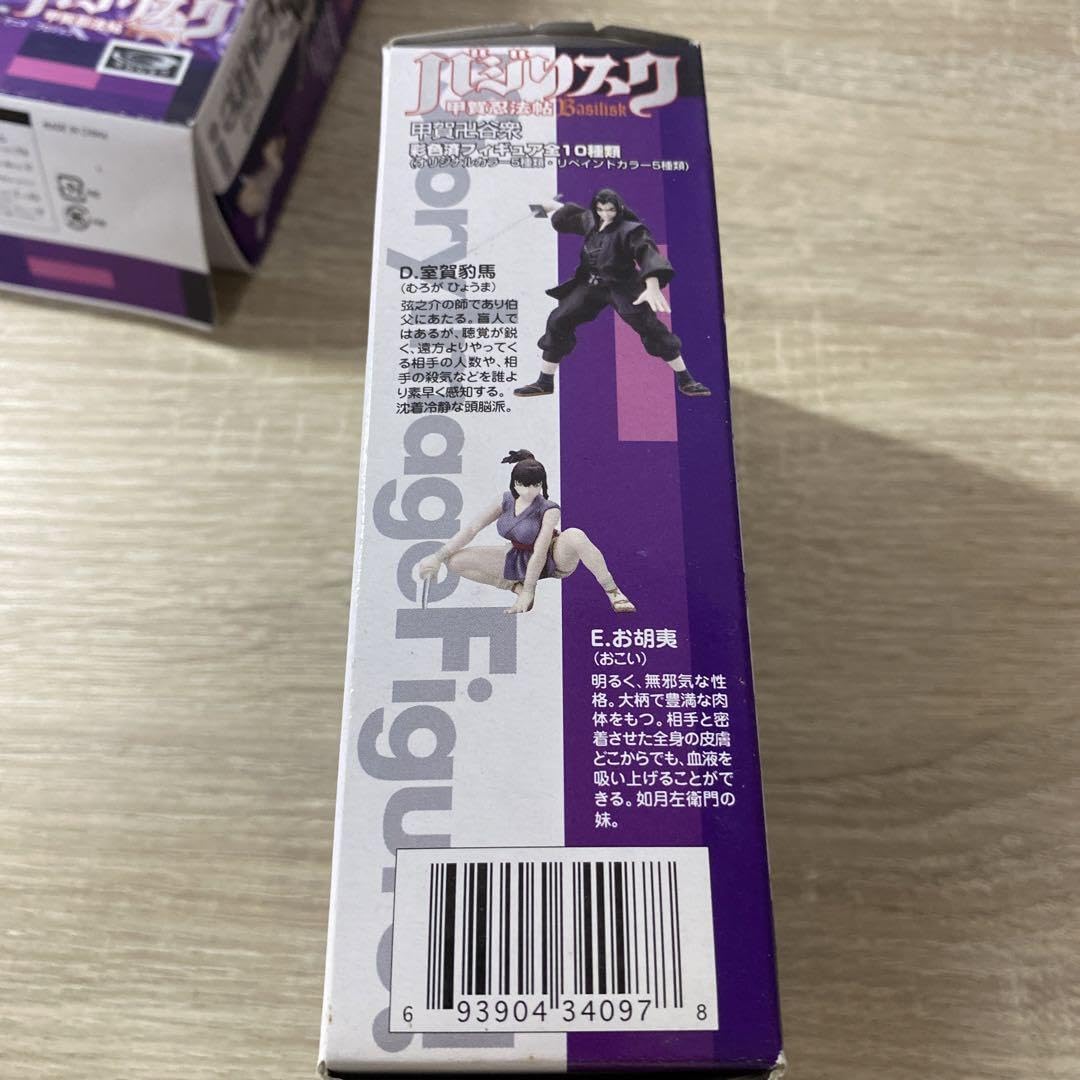 バジリスク
甲賀忍法帖 Basilisk
甲賀卍谷衆
彩色済フィギュア全10種類
(オリジナルカラー5種類・リペイントカラー5種類)
D.室賀豹馬
(むろが ひょうま)
弦之介の師であり伯
父にあたる。盲人で
はあるが、聴覚が鋭
く、遠方よりやってく
る相手の人数や、相
手の殺気などを誰よ
り素早く感知する。
沈着冷静な頭脳派。
E.お胡夷
(おこい)
明るく、無邪気な性
格。大柄で豊満な肉
体をもつ。相手と密
着させた全身の皮膚
どこからでも、血液を
吸い上げることがで
きる。如月左衛門の
妹。
6 93904 34097 8
MADE IN CHINA
甲賀忍法帖